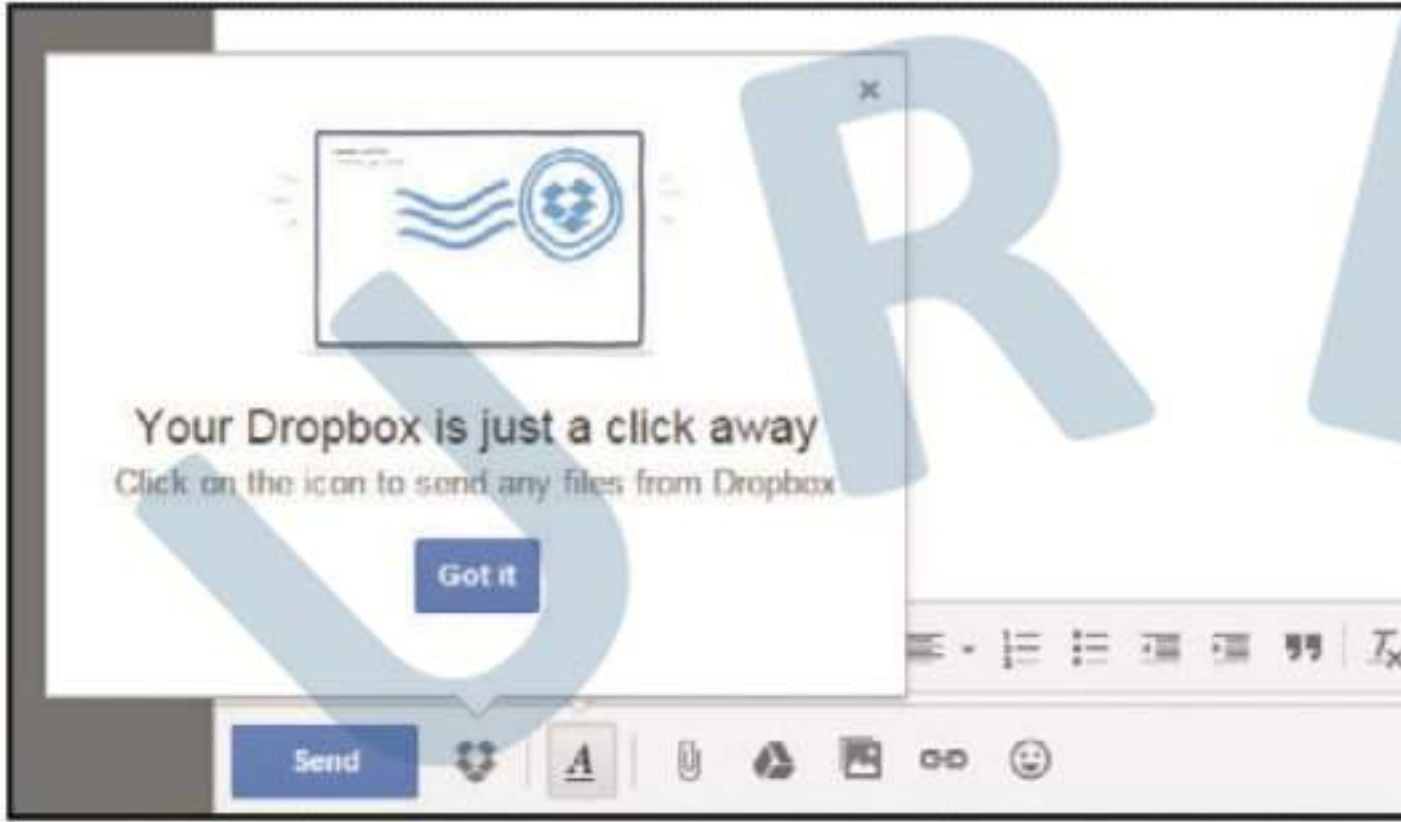 U R
Your Dropbox is just a click away
Click on the icon to send any files from Dropbox
Got it
Send